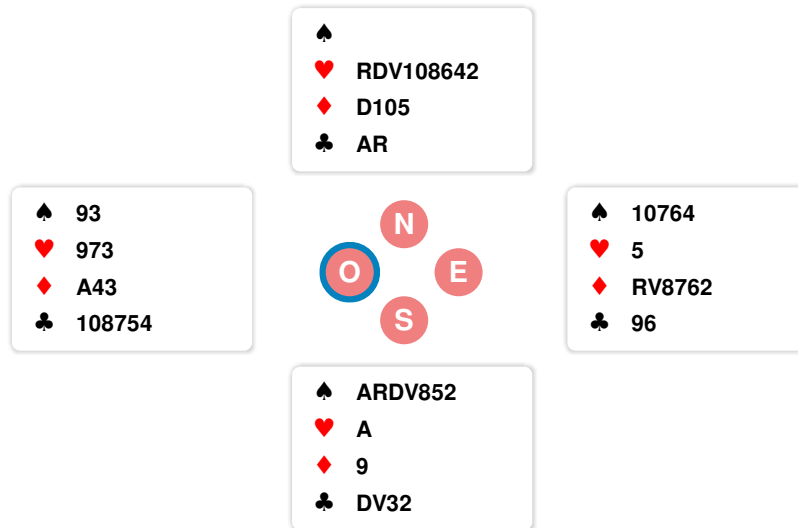 ♠
♥ RDV108642
♦ D105
♣ AR
♠ 93
♥ 973
♦ A43
♣ 108754
N
O E
S
♠ 10764
♥ 5
♦ RV8762
♣ 96
♠ ARDV852
♥ A
♦ 9
♣ DV32